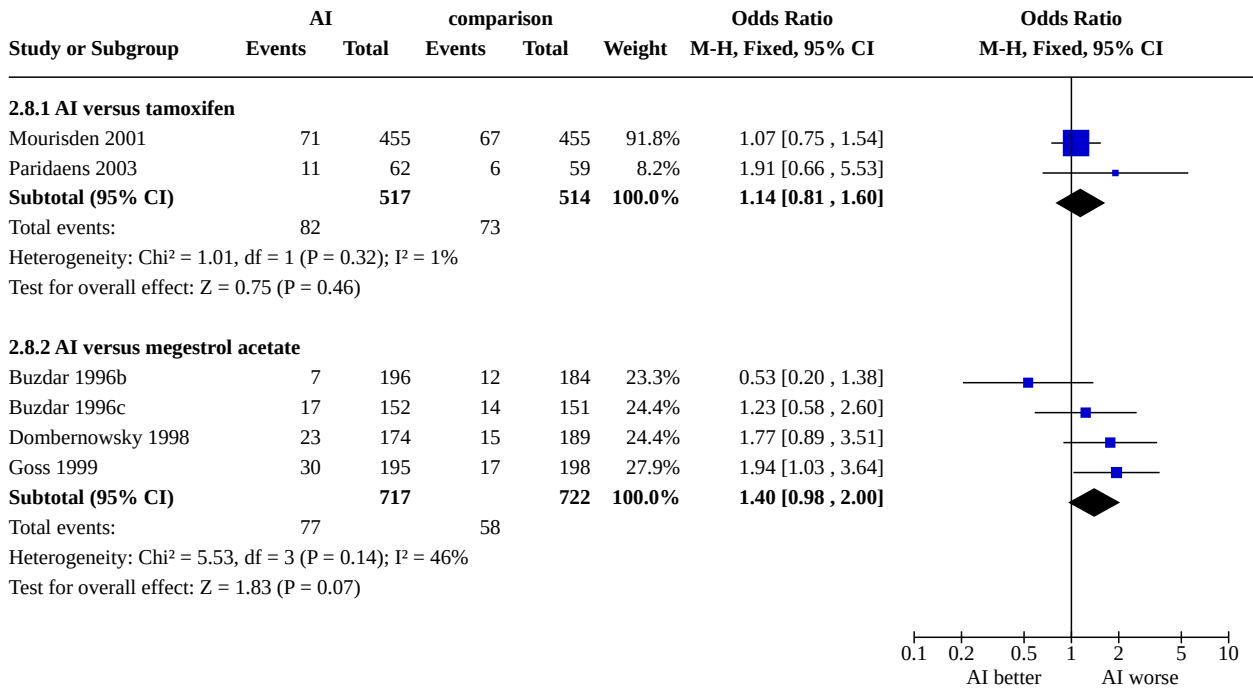 AI comparison Odds Ratio Odds Ratio
Study or Subgroup Events Total Events Total Weight M-H, Fixed, 95% CI M-H, Fixed, 95% CI
2.8.1 AI versus tamoxifen
Mourisden 2001 71 455 67 455 91.8% 1.07 [0.75 , 1.54]
Paridaens 2003 11 62 6 59 8.2% 1.91 [0.66 , 5.53]
Subtotal (95% CI) 517 514 100.0% 1.14 [0.81 , 1.60]
Total events: 82 73
Heterogeneity: Chi² = 1.01, df = 1 (P = 0.32); I² = 1%
Test for overall effect: Z = 0.75 (P = 0.46)
2.8.2 AI versus megestrol acetate
Buzdar 1996b 7 196 12 184 23.3% 0.53 [0.20 , 1.38]
Buzdar 1996c 17 152 14 151 24.4% 1.23 [0.58 , 2.60]
Dombernowsky 1998 23 174 15 189 24.4% 1.77 [0.89 , 3.51]
Goss 1999 30 195 17 198 27.9% 1.94 [1.03 , 3.64]
Subtotal (95% CI) 717 722 100.0% 1.40 [0.98 , 2.00]
Total events: 77 58
Heterogeneity: Chi² = 5.53, df = 3 (P = 0.14); I² = 46%
Test for overall effect: Z = 1.83 (P = 0.07)
0.1 0.2 0.5 1 2 5 10
AI better AI worse